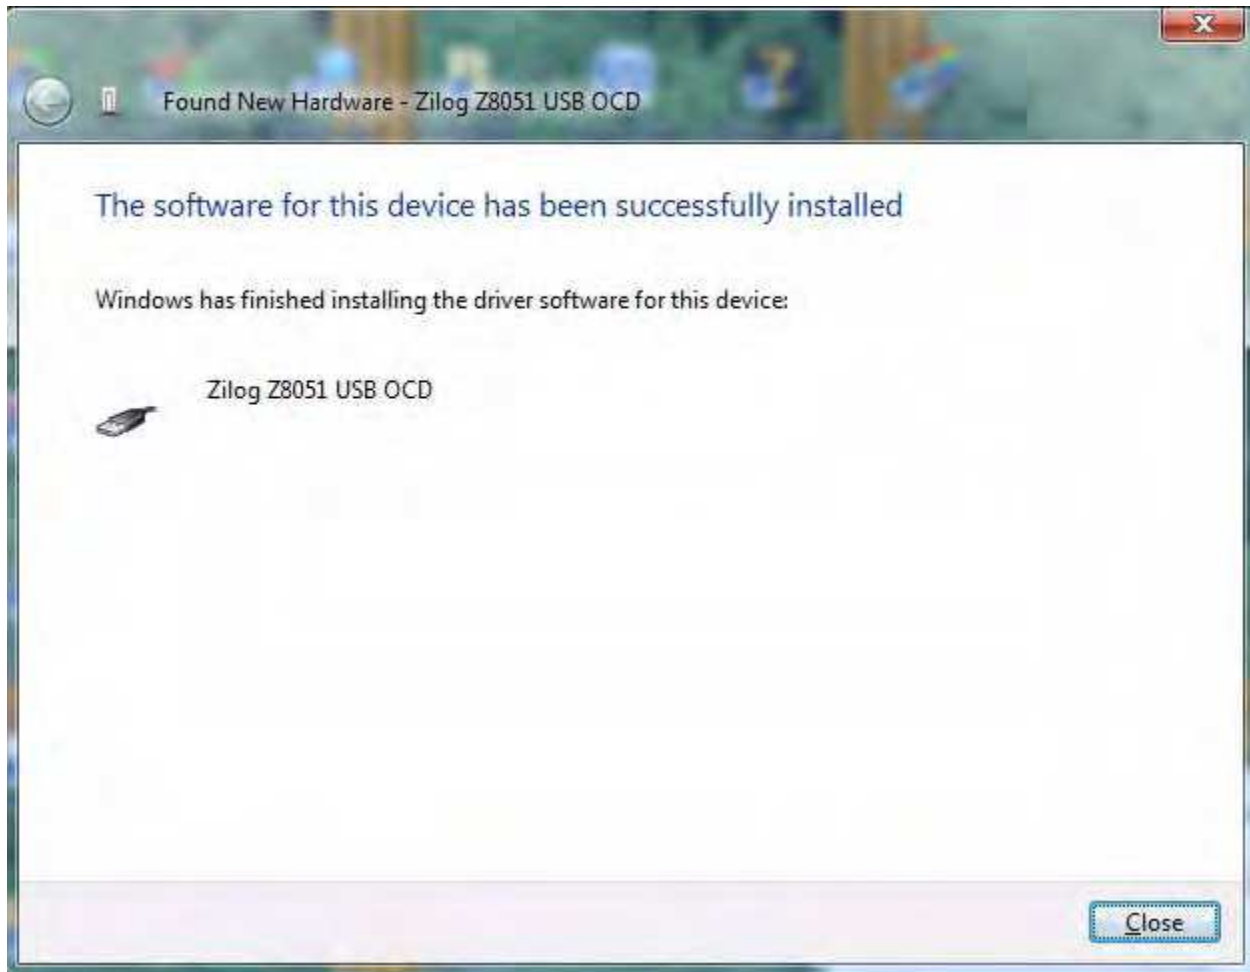 Found New Hardware - Zilog Z8051 USB OCD
The software for this device has been successfully installed
Windows has finished installing the driver software for this device:
Zilog Z8051 USB OCD
Close